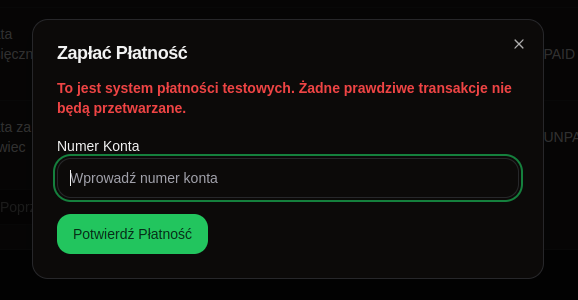 Zapłać Płatność
To jest system płatności testowych. Żadne prawdziwe transakcje nie
będą przetwarzane.
Numer Konta
Wprowadź numer konta
Potwierdź Płatność
ta
ięczn
PAID
ta za
wiec
UNPA
Poprz